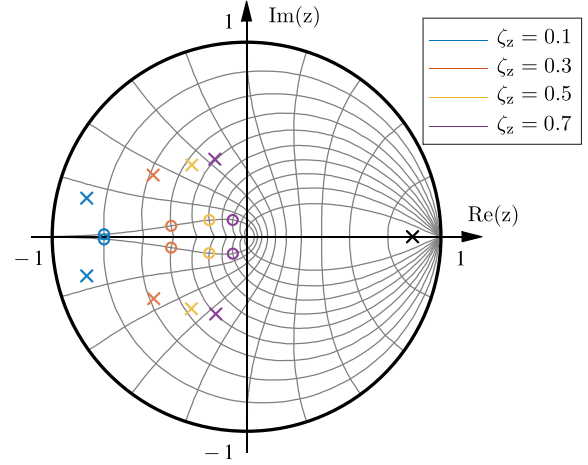 1
Im(z)
ζz = 0.1
ζz = 0.3
ζz = 0.5
ζz = 0.7
Re(z)
−1
1
−1